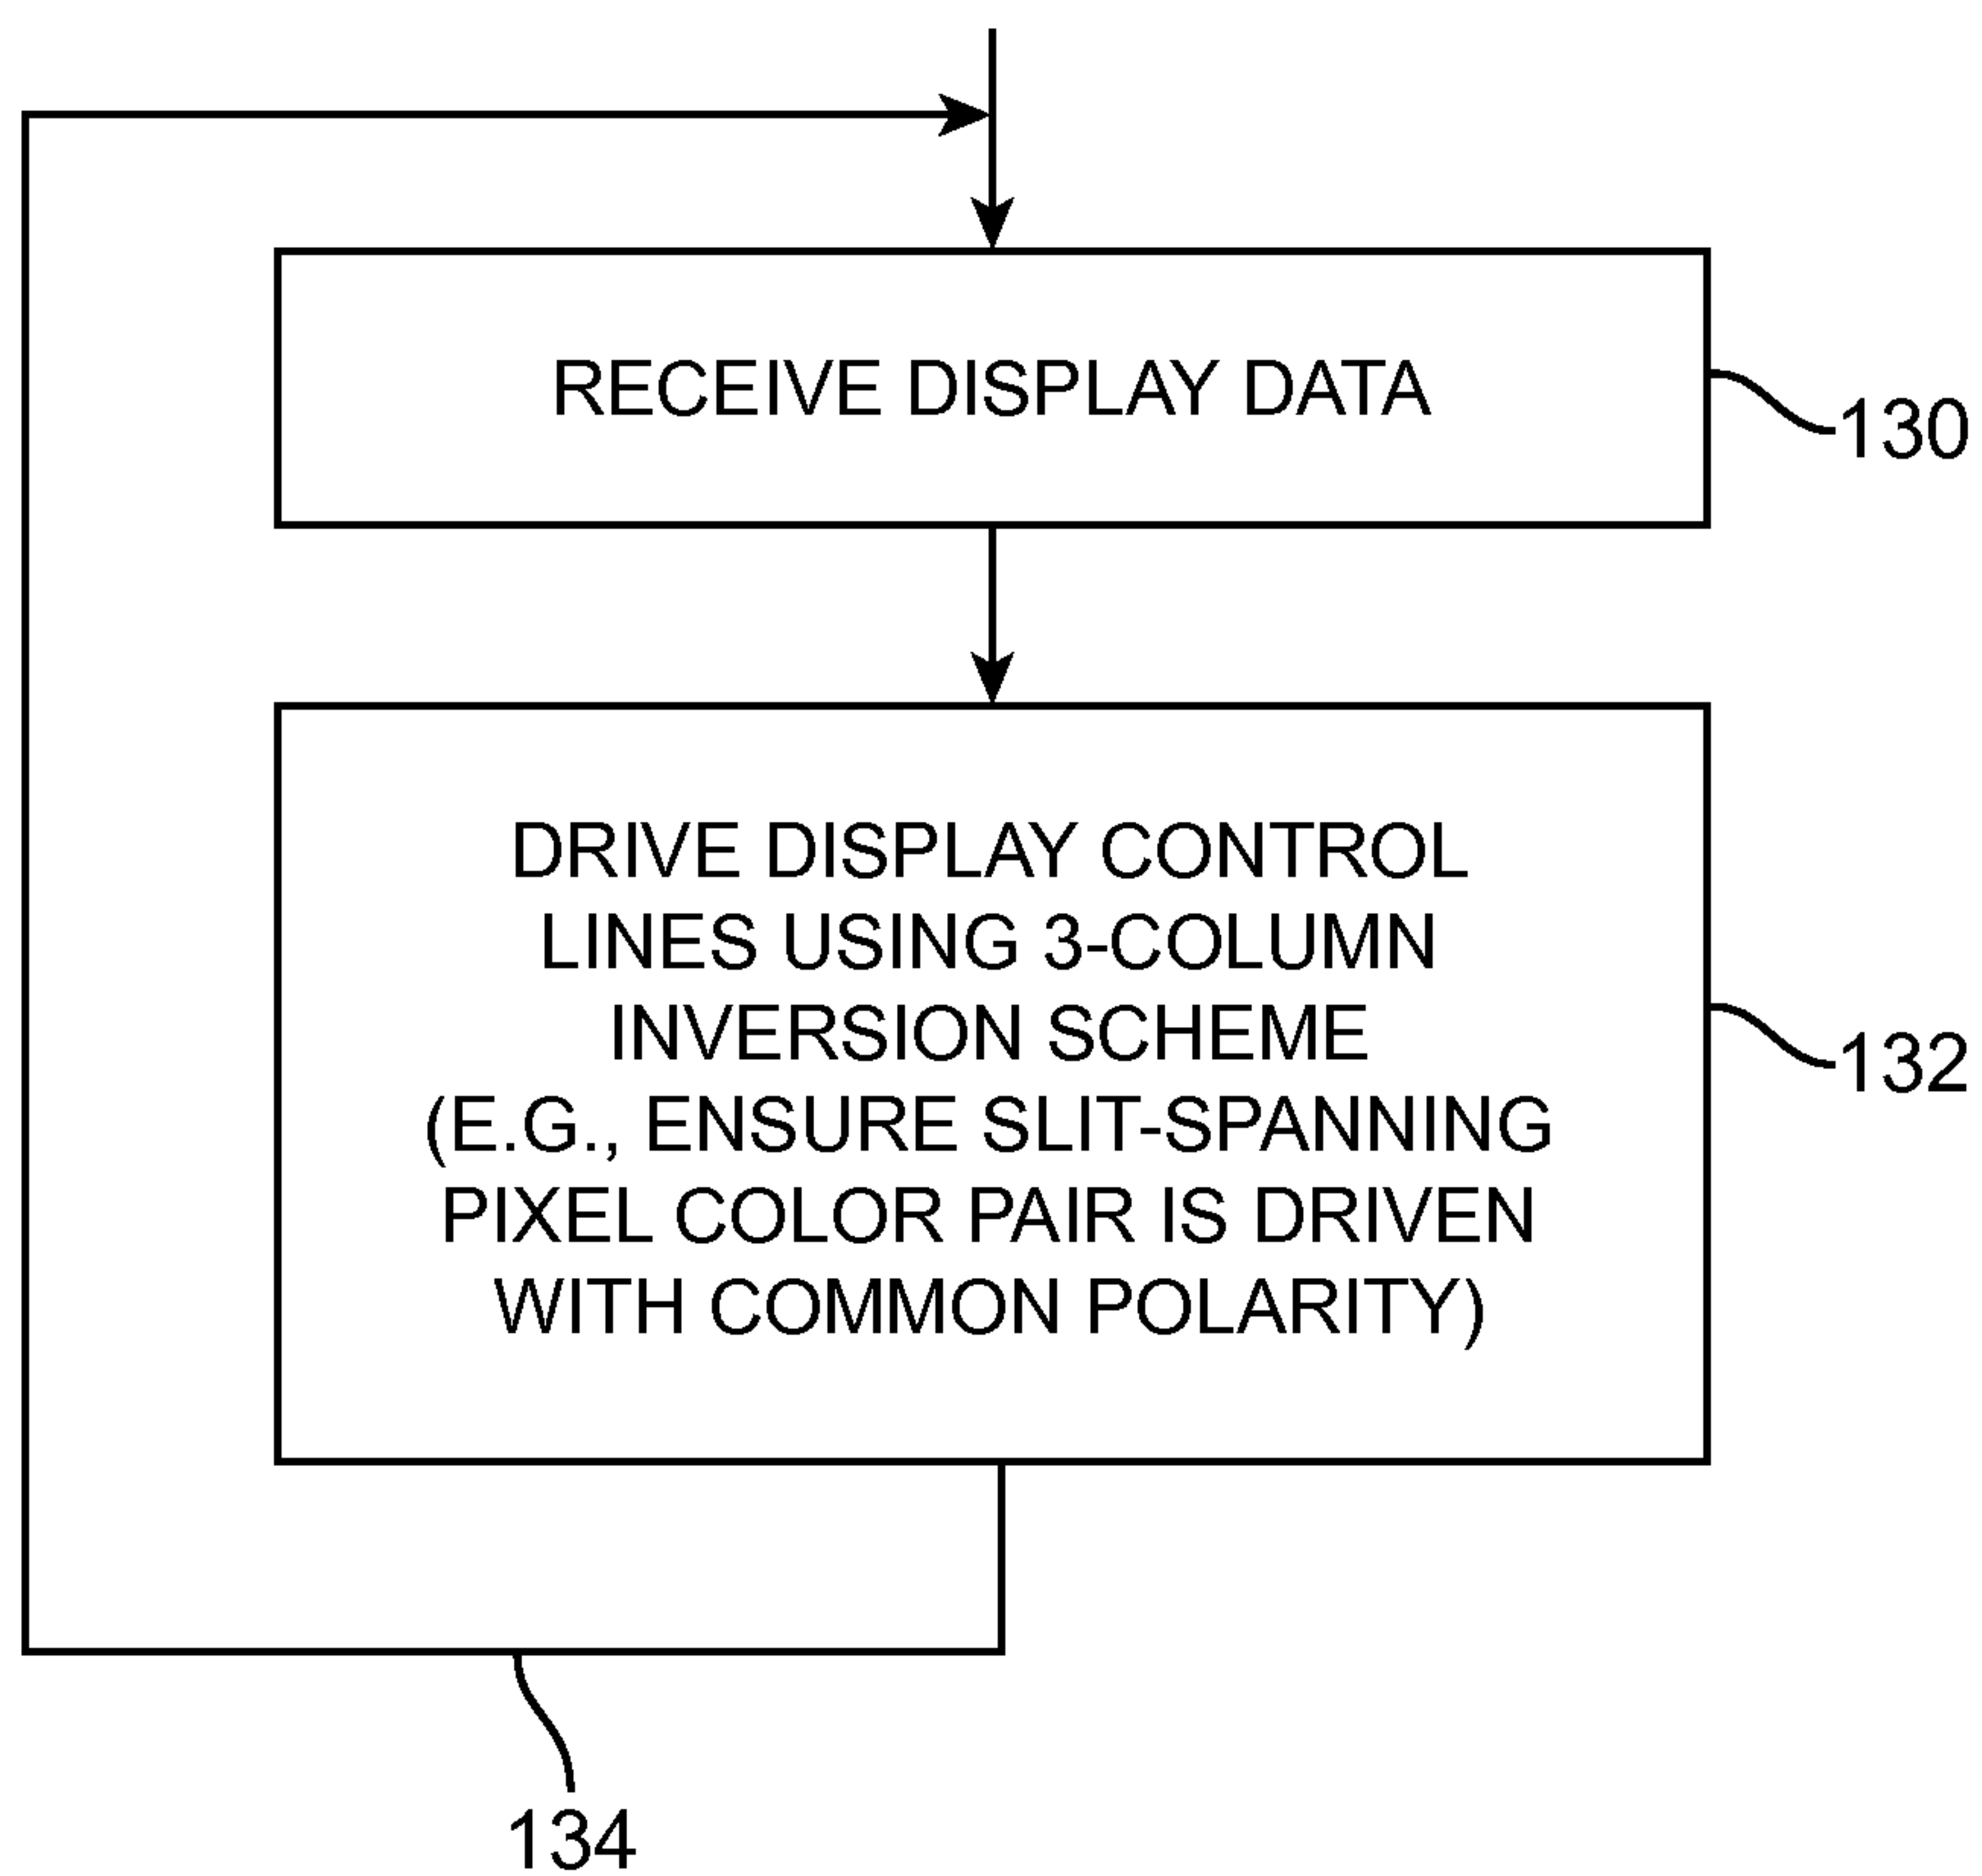 RECEIVE DISPLAY DATA
130
DRIVE DISPLAY CONTROL
LINES USING 3-COLUMN
INVERSION SCHEME
(E.G., ENSURE SLIT-SPANNING
PIXEL COLOR PAIR IS DRIVEN
WITH COMMON POLARITY)
132
134